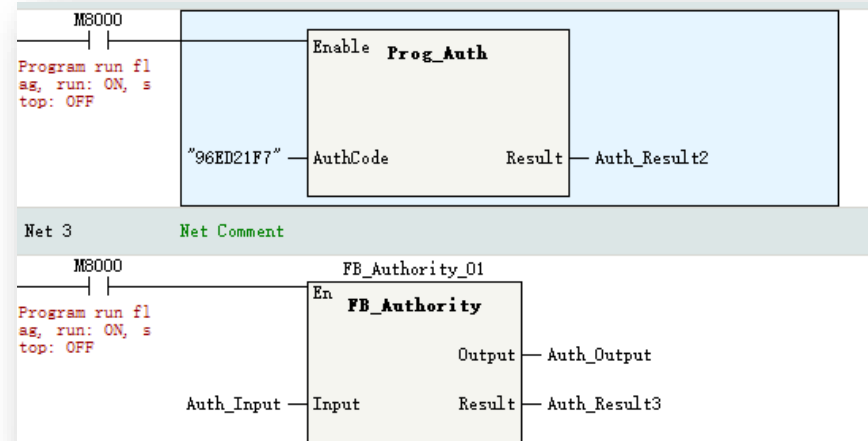 M8000
Enable
Prog_Auth
Program run fl
ag, run: ON, s
top: OFF
"96ED21F7"
AuthCode
Result
Auth_Result2
Net 3
Net Comment
M8000
FB_Authority_01
En
FB_Authority
Program run fl
ag, run: ON, s
top: OFF
Output
Auth_Output
Auth_Input
Input
Result
Auth_Result3